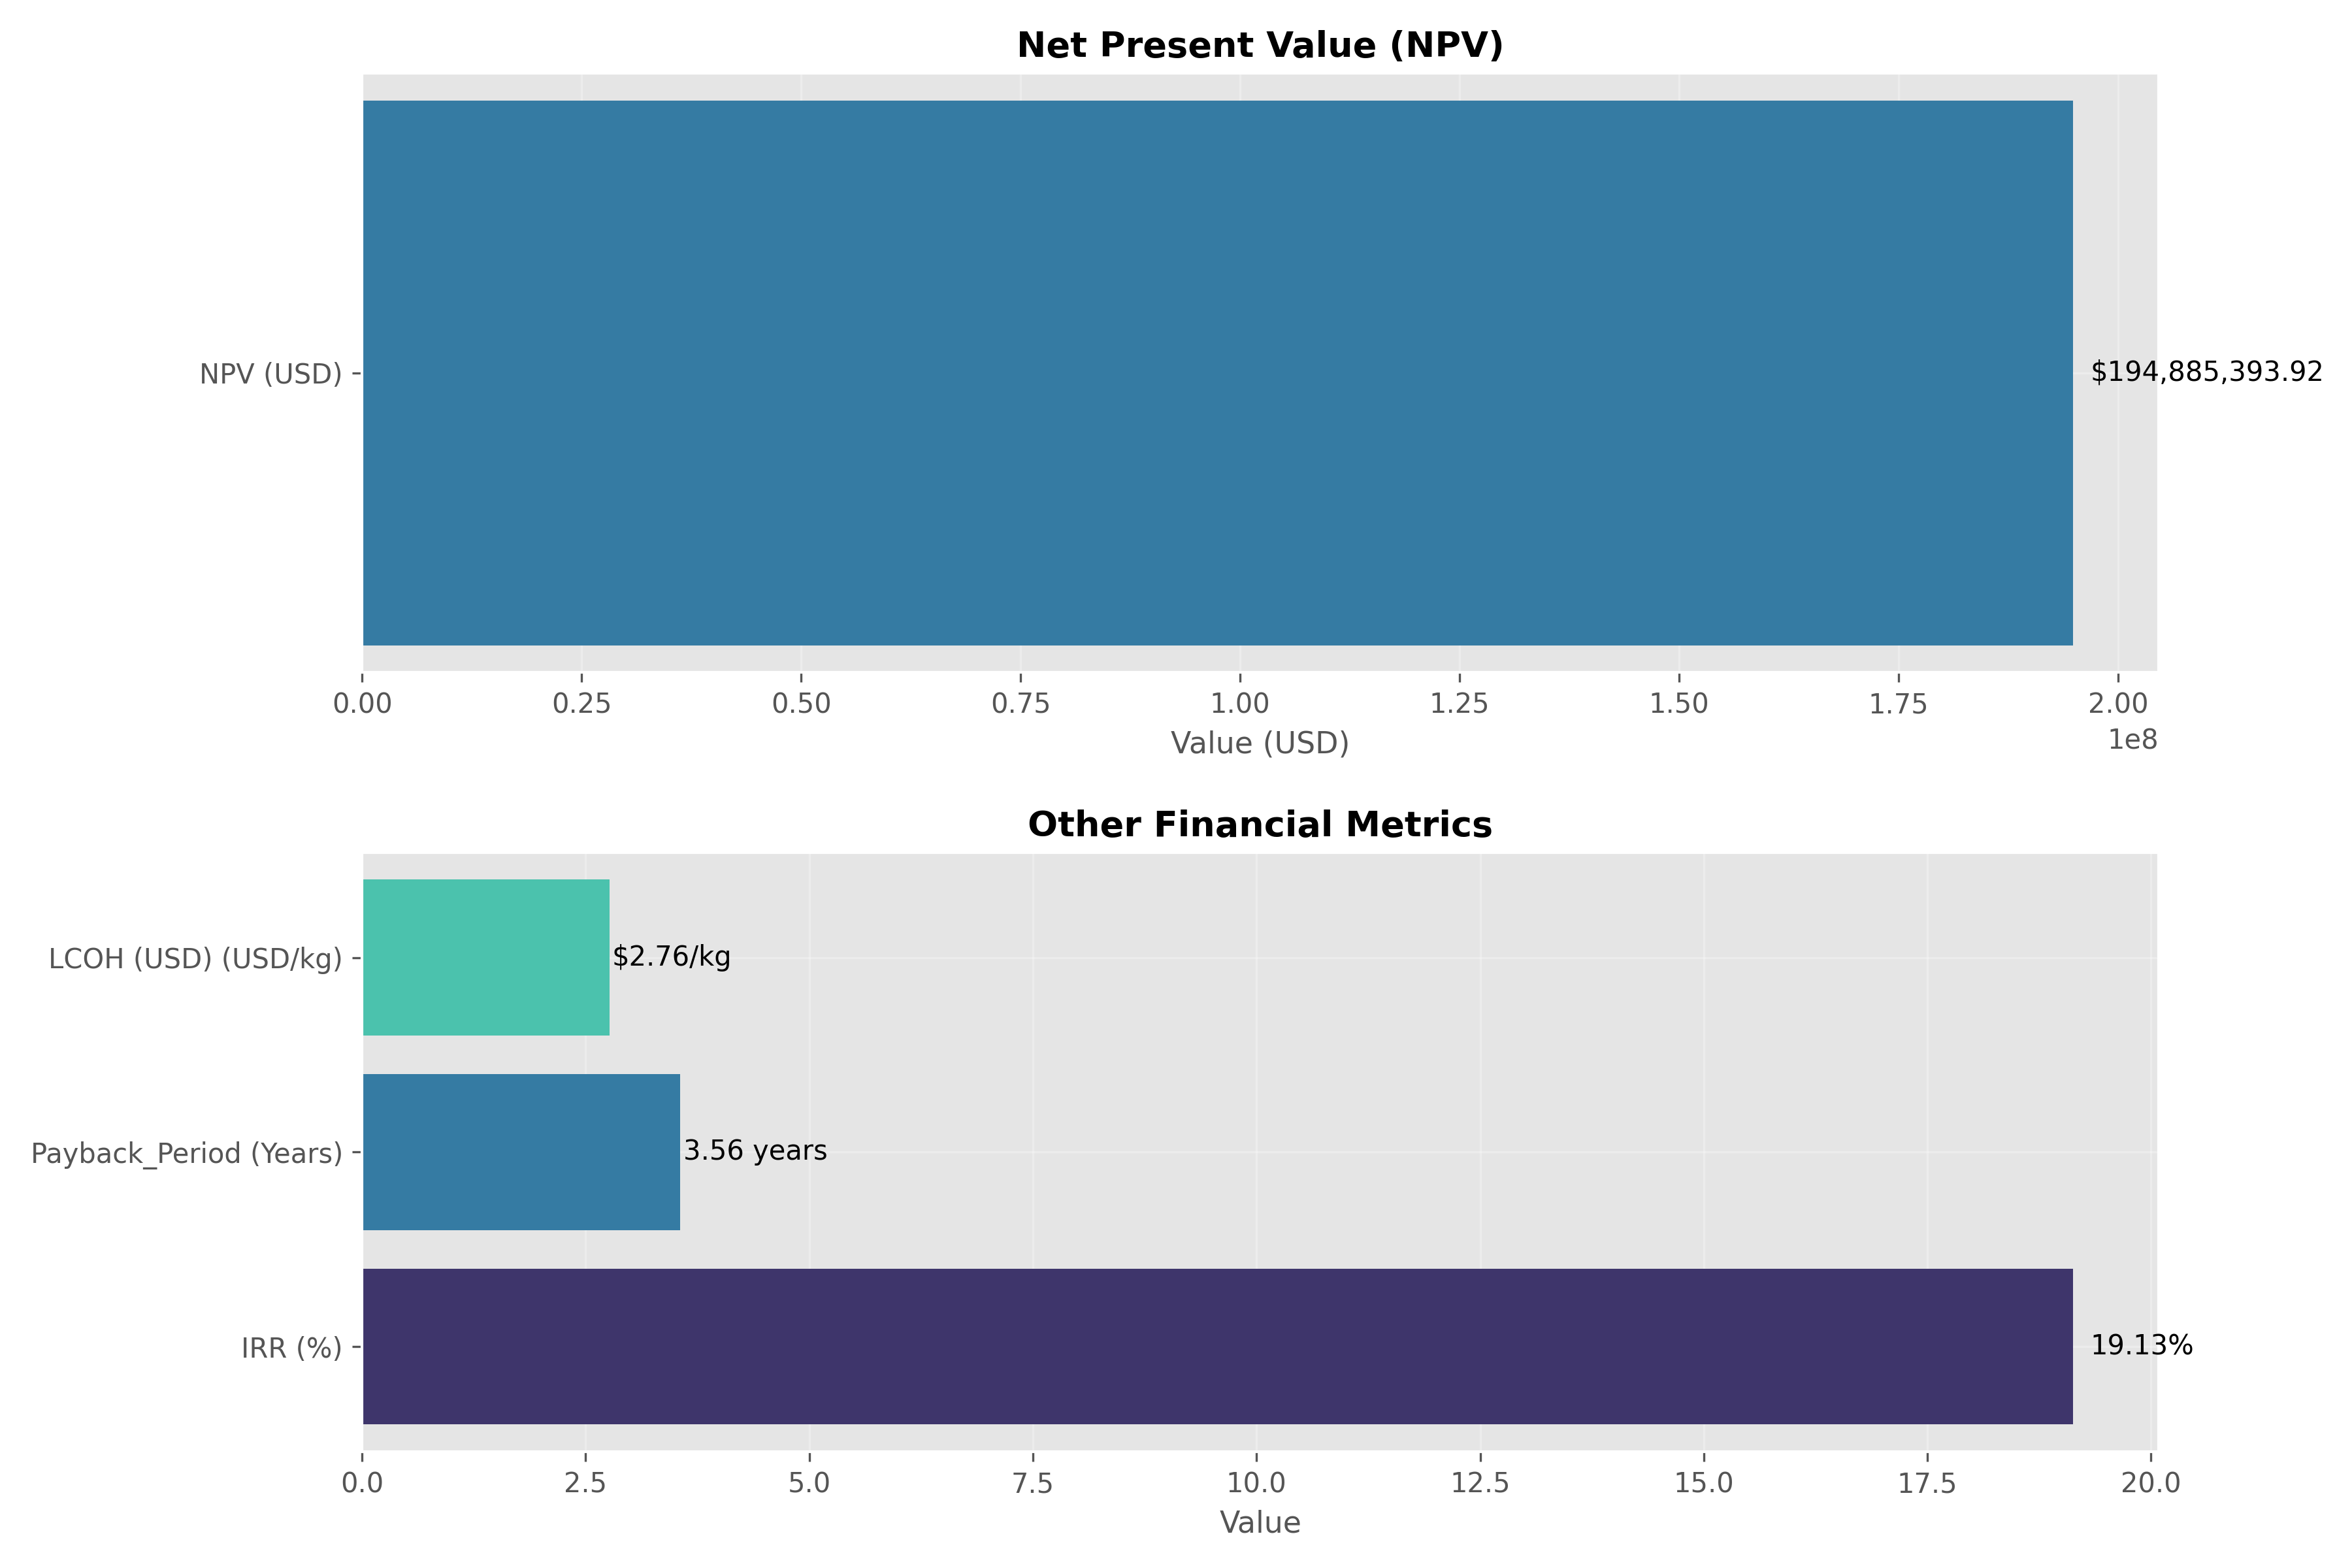 Net Present Value (NPV)
NPV (USD)
$194,885,393.92
0.00 0.25 0.50 0.75 1.00 1.25 1.50 1.75 2.00
Value (USD)
1e8
Other Financial Metrics
LCOH (USD) (USD/kg)
$2.76/kg
Payback_Period (Years)
3.56 years
IRR (%)
19.13%
0.0 2.5 5.0 7.5 10.0 12.5 15.0 17.5 20.0
Value